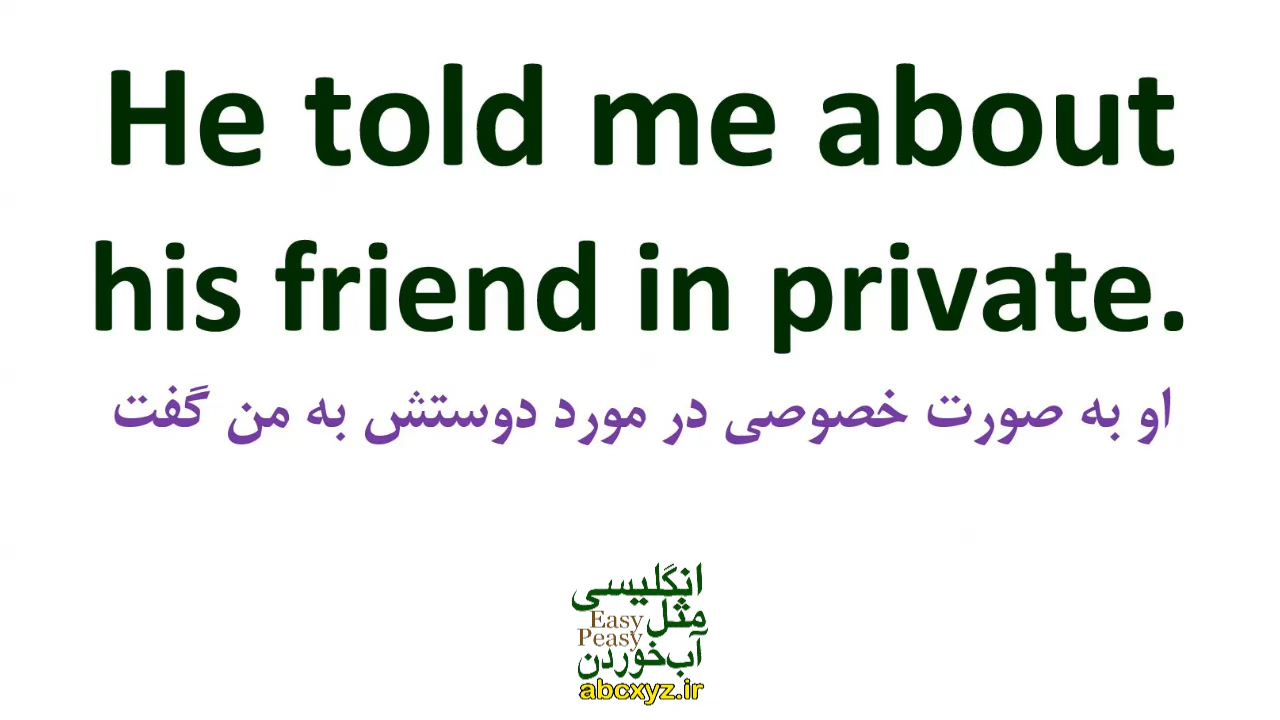 He told me about
his friend in private.
او به صورت خصوصی در مورد دوستش به من گفت
انگلیسی
مثل
Easy
Peasy
آب‌خوردن
abcxyz.ir